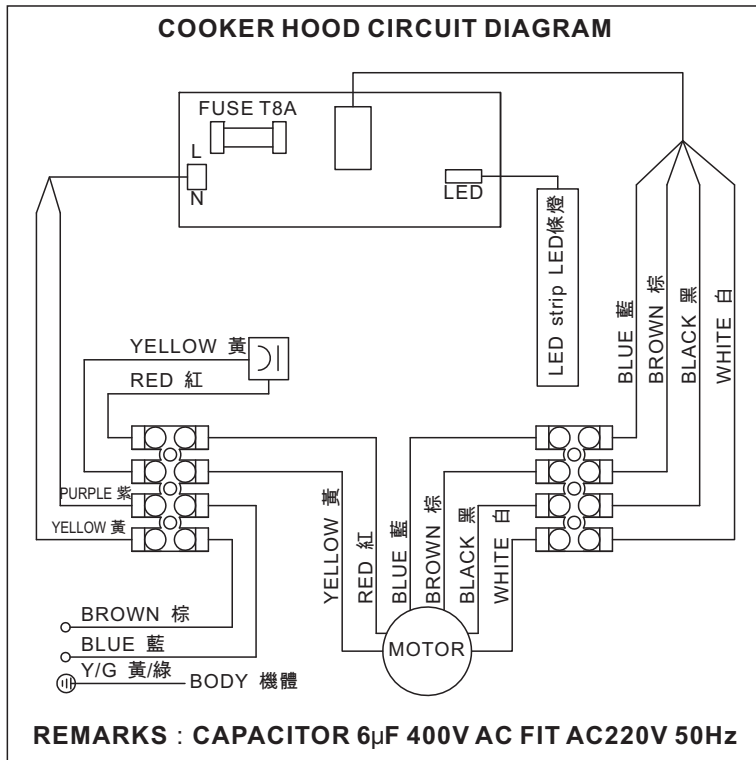 COOKER HOOD CIRCUIT DIAGRAM
FUSE T8A
L
N
LED
LED strip LED條燈
BLUE 藍
BROWN 棕
BLACK 黑
WHITE 白
YELLOW 黃
RED 紅
PURPLE 紫
YELLOW 黃
YELLOW 黃
RED 紅
BLUE 藍
BROWN 棕
BLACK 黑
WHITE 白
MOTOR
BROWN 棕
BLUE 藍
Y/G 黃/綠
BODY 機體
REMARKS : CAPACITOR 6μF 400V AC FIT AC220V 50Hz